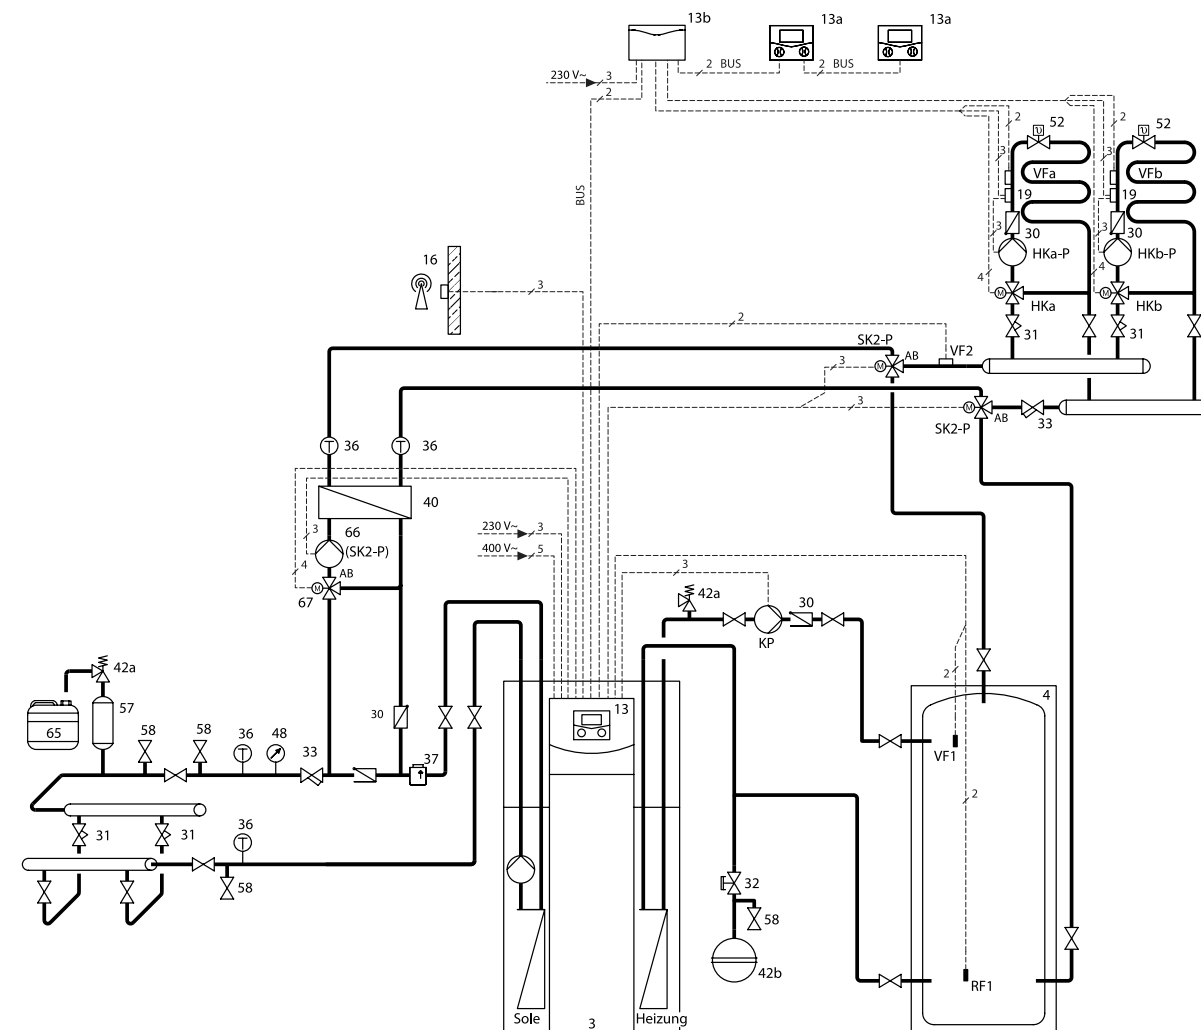 13b
13a
13a
230 V~
3
2
2
BUS
2
BUS
2
2
52
52
3
3
VFa
VFb
19
19
BUS
3
3
30
30
HKa-P
HKb-P
16
4
4
3
M
M
HKa
HKb
31
31
2
SK2-P
VF2
3
M
AB
3
M
AB
33
SK2-P
T
36
T
36
40
3
66
(SK2-P)
4
AB
M
67
230 V~
3
400 V~
5
3
42a
30
KP
42a
2
57
65
58
58
36
48
33
30
37
13
4
T
VF1
2
31
31
36
T
58
32
58
42b
RF1
Sole
3
Heizung